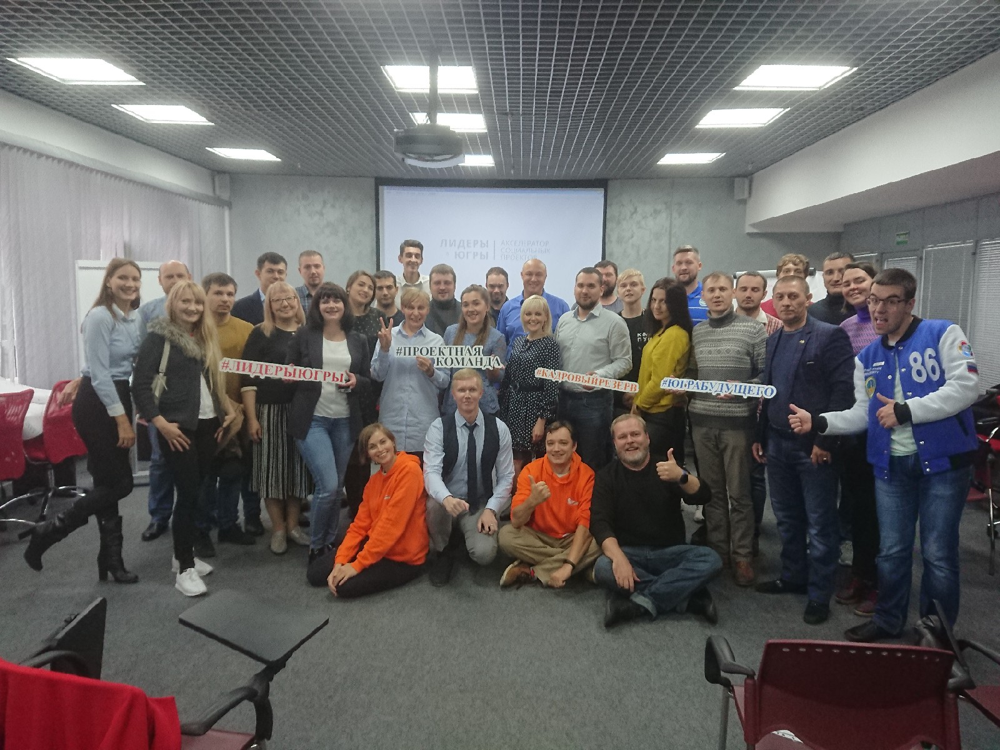 ЛИДЕРЫ
ЮГРЫ
АКСЕЛЕРАТОР
СОЦИАЛЬНЫХ
ПРОЕКТОВ
#ЛИДЕРЫЮГРЫ
#ПРОЕКТНАЯ
КОМАНДА
#КАДРОВЫЙРЕЗЕРВ
#ЮГРАБУДУЩЕГО
86